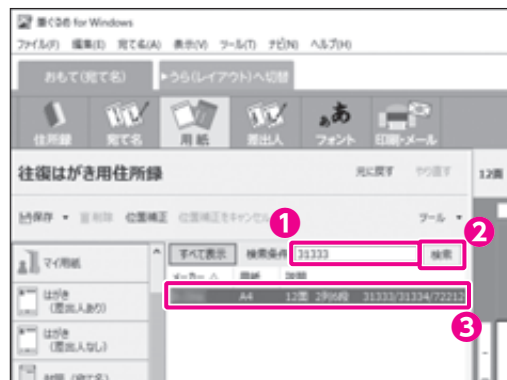 筆ぐるめ for Windows
ファイル(F) 編集(E) 宛て名(A) 表示(V) ツール(T) ナビ(N) ヘルプ(H)
おもて(宛て名) ▸うら(レイアウト)へ切替
住所録 宛て名 用紙 差出人 フォント 印刷・メール
往復はがき用住所録 元に戻す やり直す 12面
保存 削除 位置補正 位置補正をキャンセル ツール
1 2
マイ用紙 すべて表示 検索条件 31333 検索
メーカー 用紙 説明
A4 12面 2列6段 31333/31334/72212
はがき
(差出人あり)
3
はがき
(差出人なし)